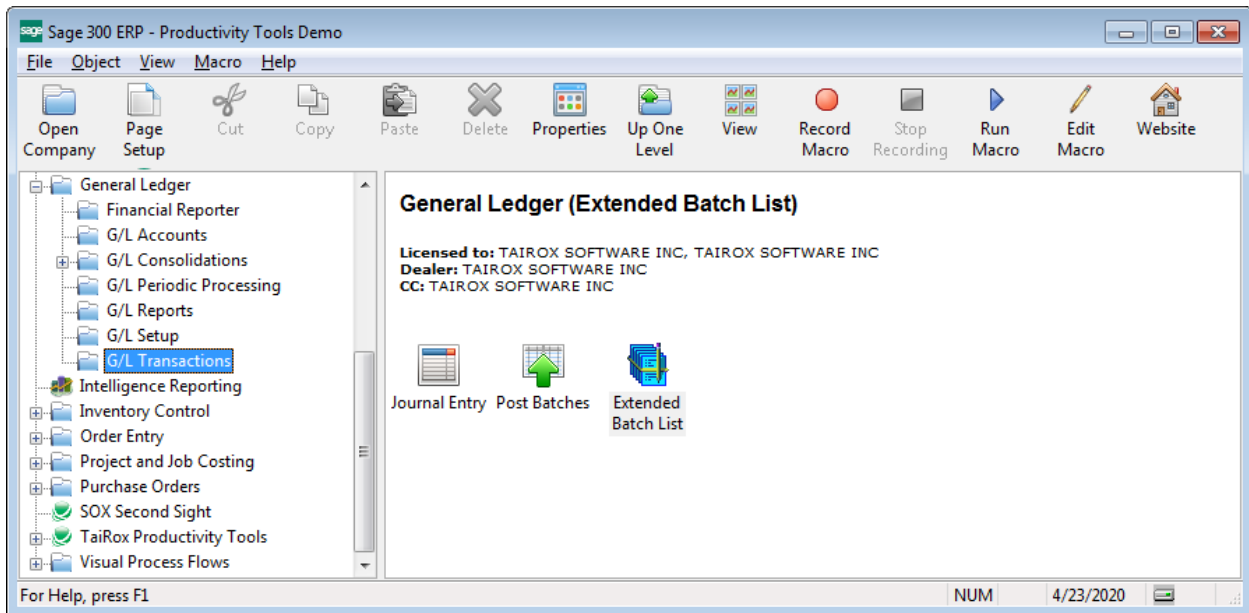 sage Sage 300 ERP - Productivity Tools Demo
File Object View Macro Help
Open Company
Page Setup
Cut
Copy
Paste
Delete
Properties
Up One Level
View
Record Macro
Stop Recording
Run Macro
Edit Macro
Website
General Ledger
Financial Reporter
G/L Accounts
G/L Consolidations
G/L Periodic Processing
G/L Reports
G/L Setup
G/L Transactions
Intelligence Reporting
Inventory Control
Order Entry
Project and Job Costing
Purchase Orders
SOX Second Sight
TaiRox Productivity Tools
Visual Process Flows
General Ledger (Extended Batch List)
Licensed to: TAIROX SOFTWARE INC, TAIROX SOFTWARE INC
Dealer: TAIROX SOFTWARE INC
CC: TAIROX SOFTWARE INC
Journal Entry
Post Batches
Extended
Batch List
For Help, press F1
NUM
4/23/2020